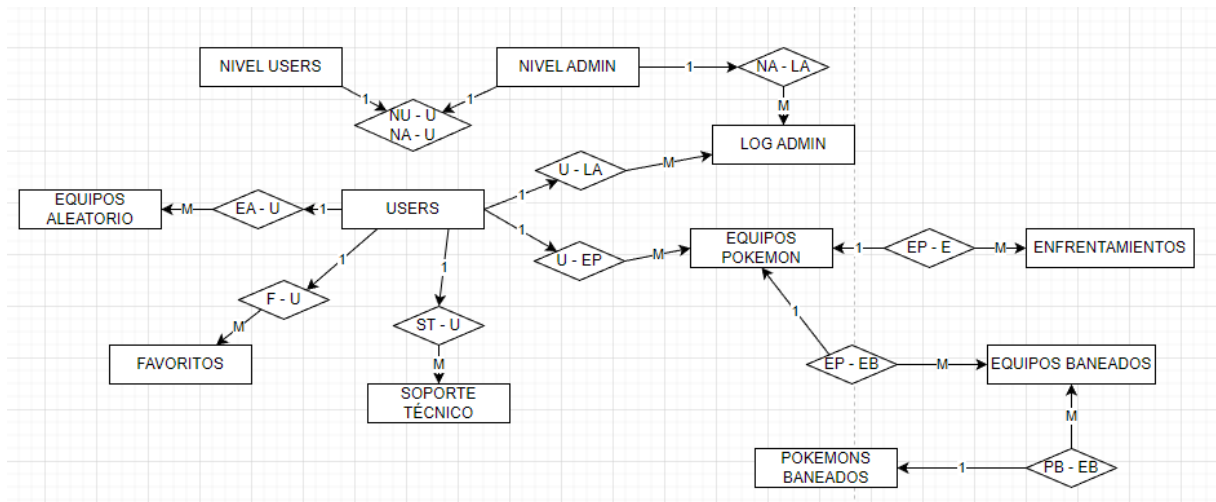 NIVEL USERS
NIVEL ADMIN
1
NA - LA
1
1
NU - U
NA - U
M
LOG ADMIN
U - LA
M
1
EQUIPOS
ALEATORIO
M
EA - U
1
USERS
1
U - EP
M
EQUIPOS
POKEMON
1
EP - E
M
ENFRENTAMIENTOS
1
1
F - U
M
FAVORITOS
ST - U
M
SOPORTE
TÉCNICO
1
EP - EB
M
EQUIPOS BANEADOS
M
POKEMONS
BANEADOS
1
PB - EB